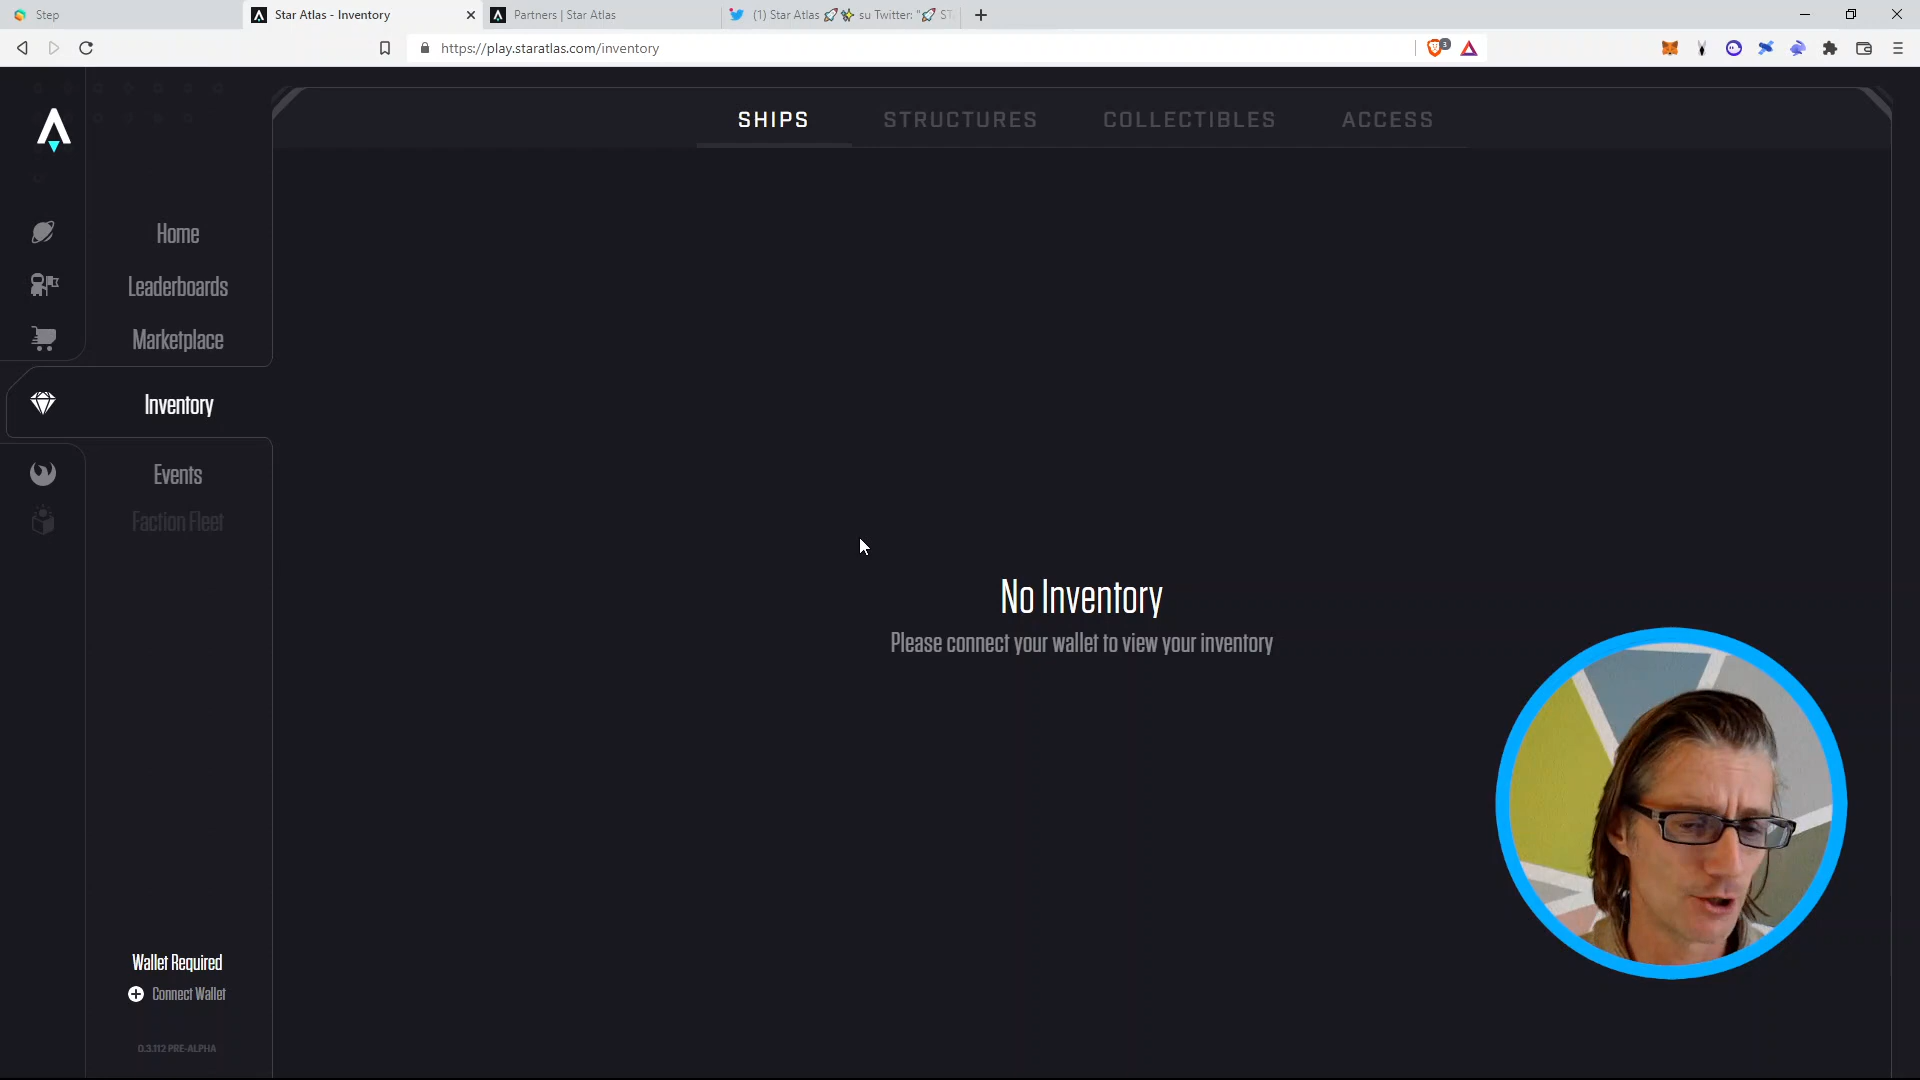 Step
Star Atlas - Inventory
Partners | Star Atlas
(1) Star Atlas 🚀✨ su Twitter: "🚀 ST
https://play.staratlas.com/inventory
3
SHIPS
STRUCTURES
COLLECTIBLES
ACCESS
Home
Leaderboards
Marketplace
Inventory
Events
Faction Fleet
No Inventory
Please connect your wallet to view your inventory
Wallet Required
Connect Wallet
0.3.112 PRE-ALPHA